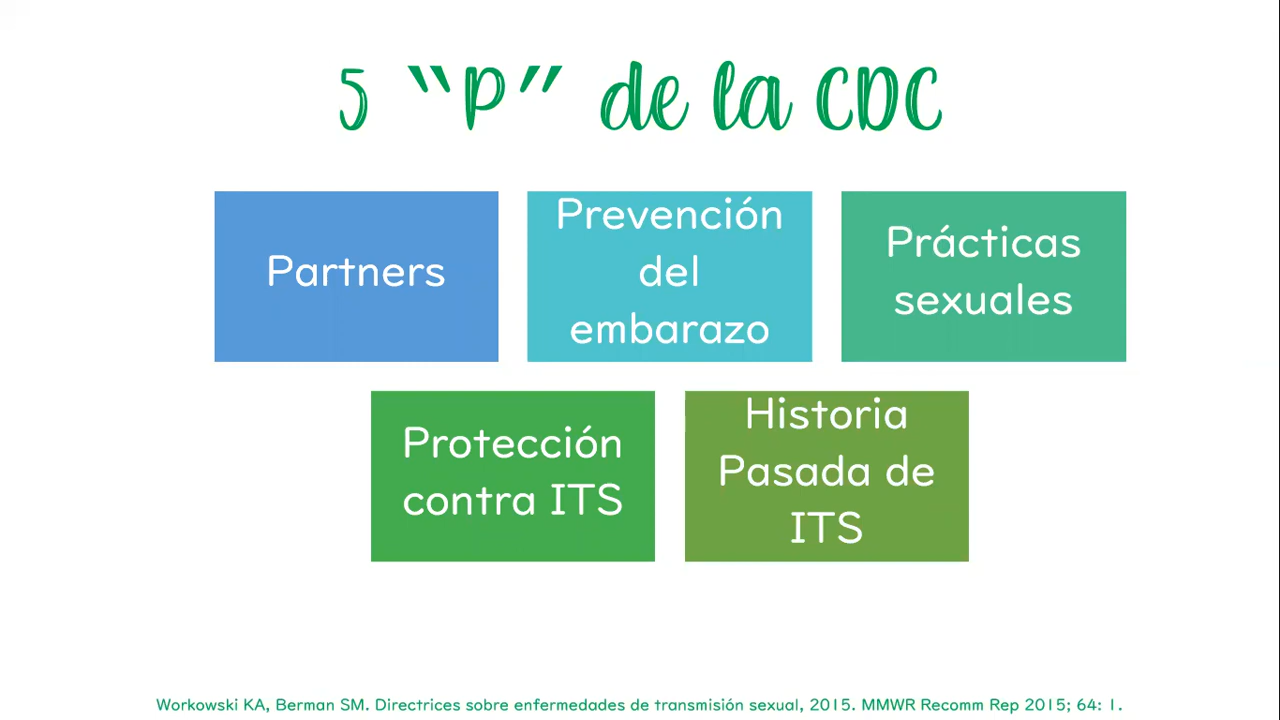 5 “P” de la CDC
Partners
Prevención
del
embarazo
Prácticas
sexuales
Protección
contra ITS
Historia
Pasada de
ITS
Workowski KA, Berman SM. Directrices sobre enfermedades de transmisión sexual, 2015. MMWR Recomm Rep 2015; 64: 1.